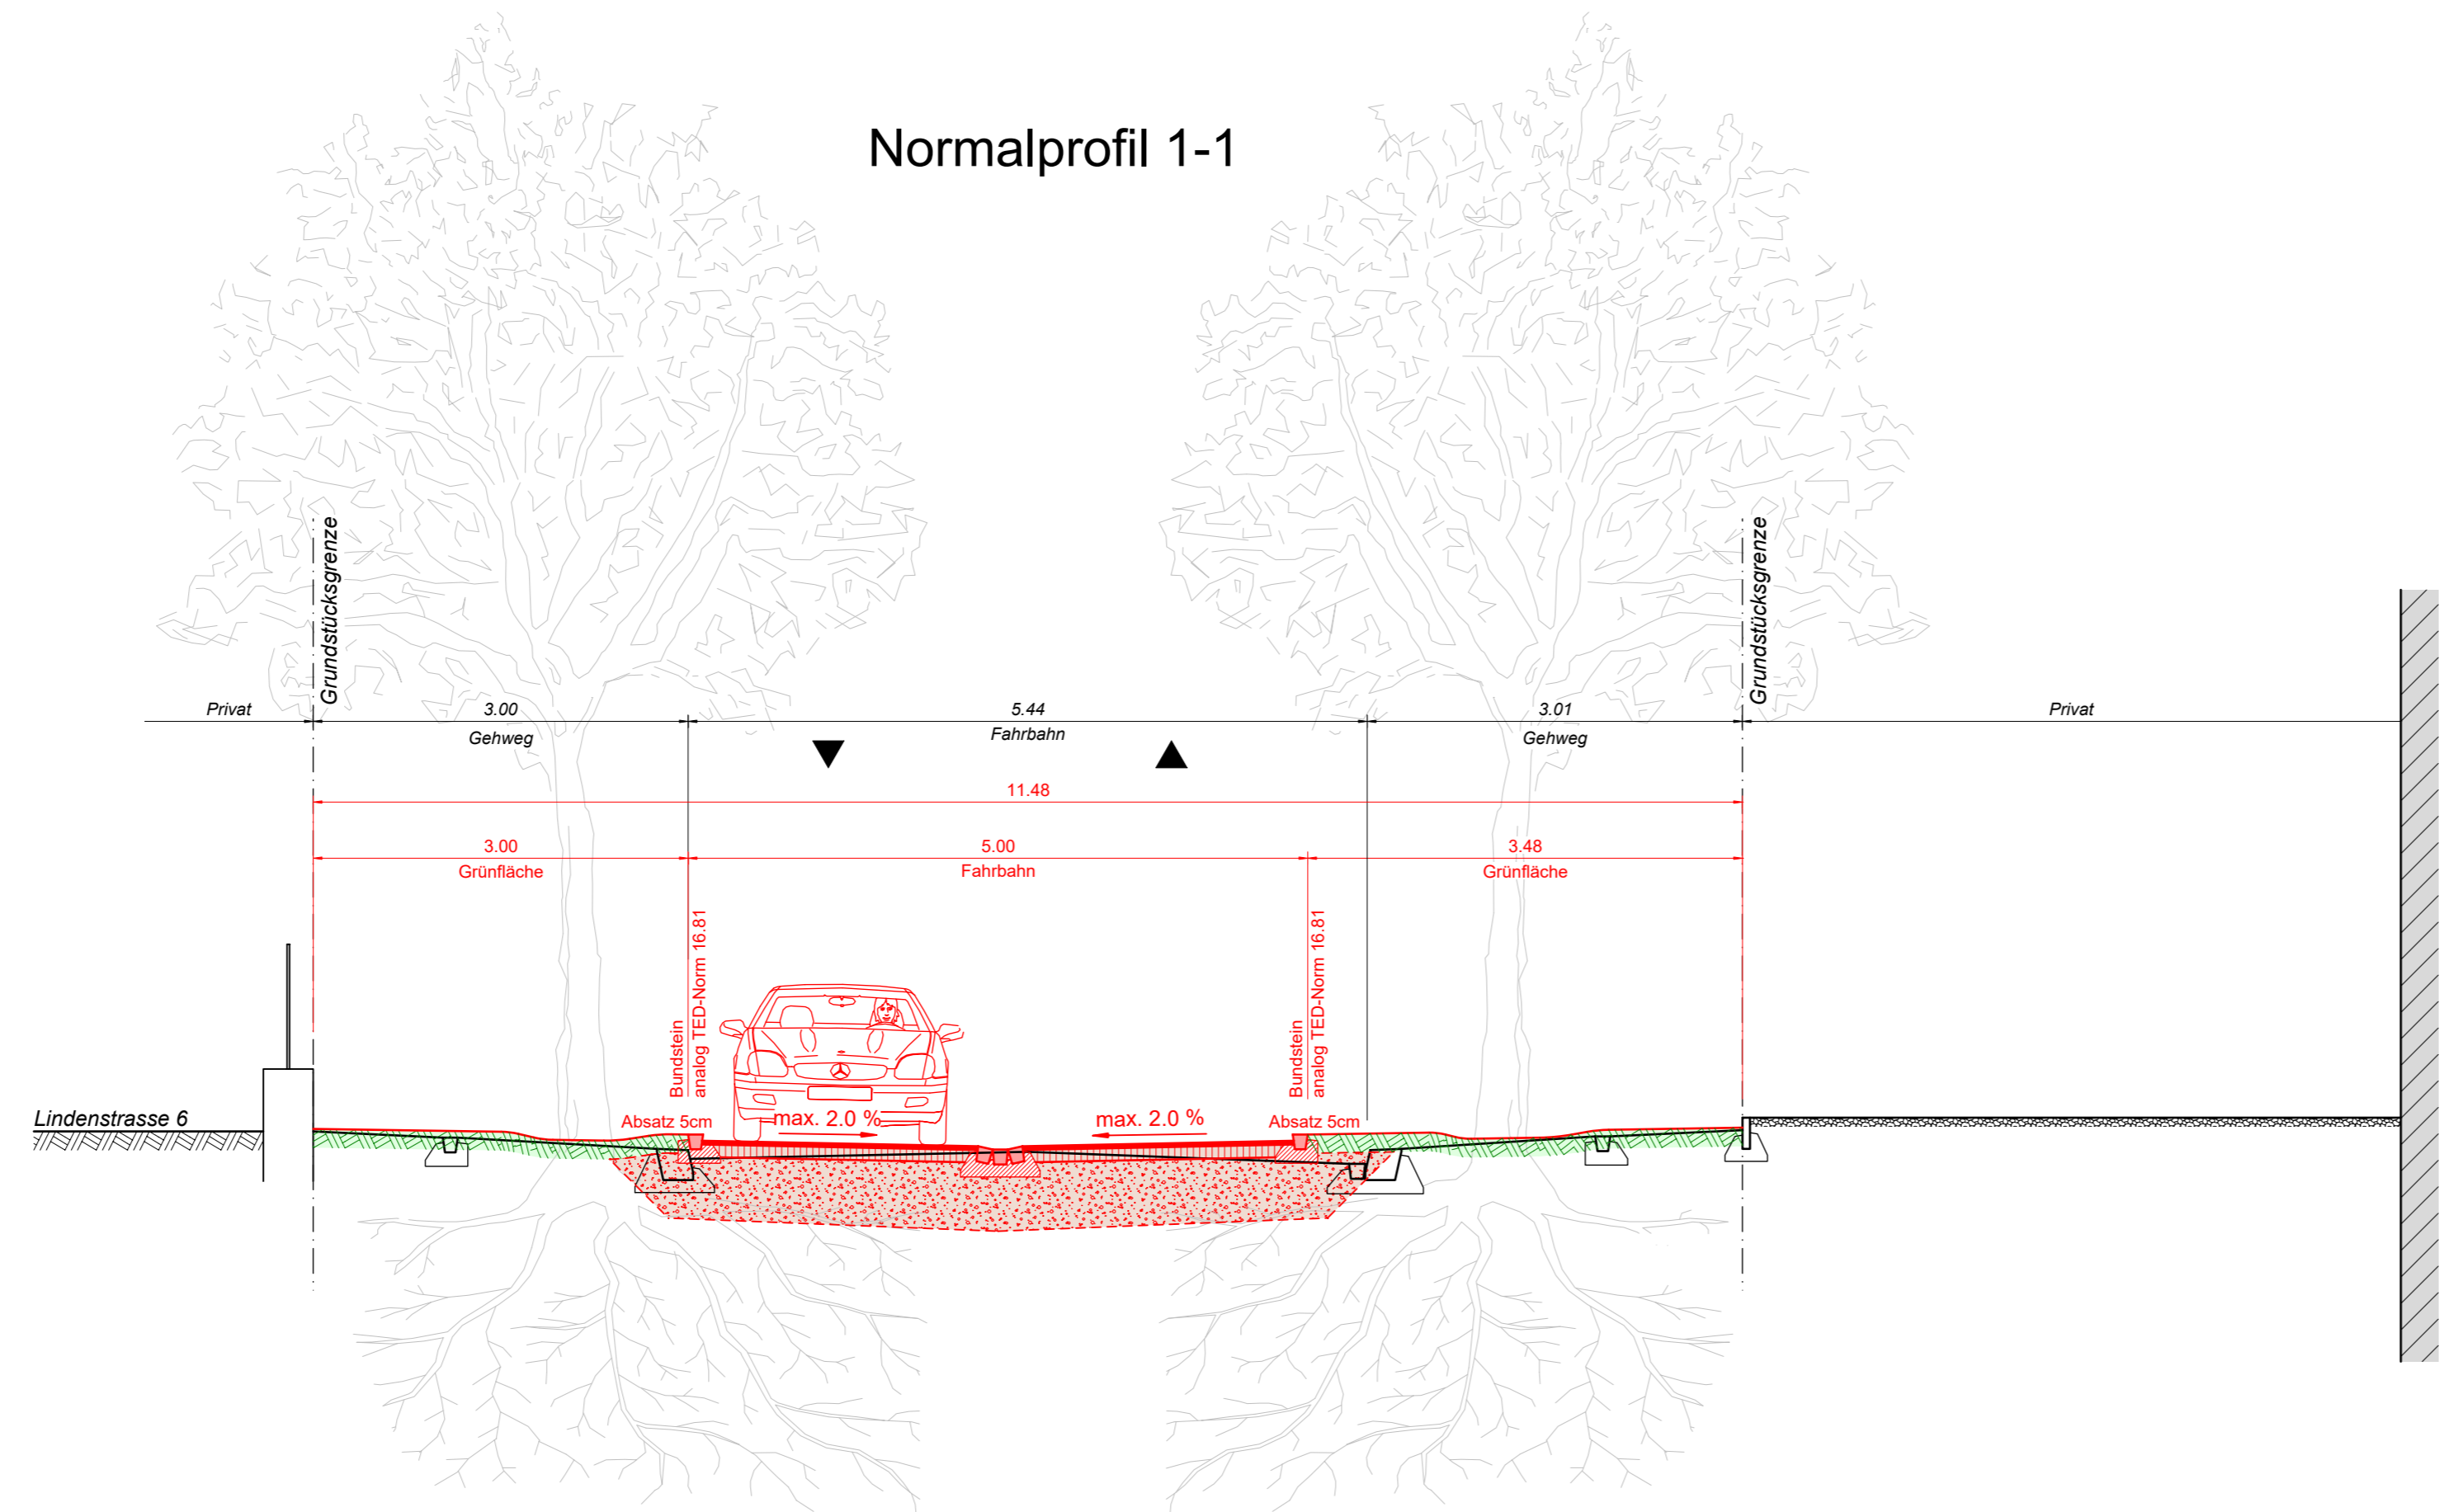 Normalprofil 1-1
Grundstücksgrenze
Grundstücksgrenze
Privat
3.00
5.44
3.01
Privat
Gehweg
Fahrbahn
Gehweg
11.48
3.00
5.00
3.48
Grünfläche
Fahrbahn
Grünfläche
Bundstein
analog TED-Norm 16.81
Bundstein
analog TED-Norm 16.81
Lindenstrasse 6
Absatz 5cm
max. 2.0 %
max. 2.0 %
Absatz 5cm